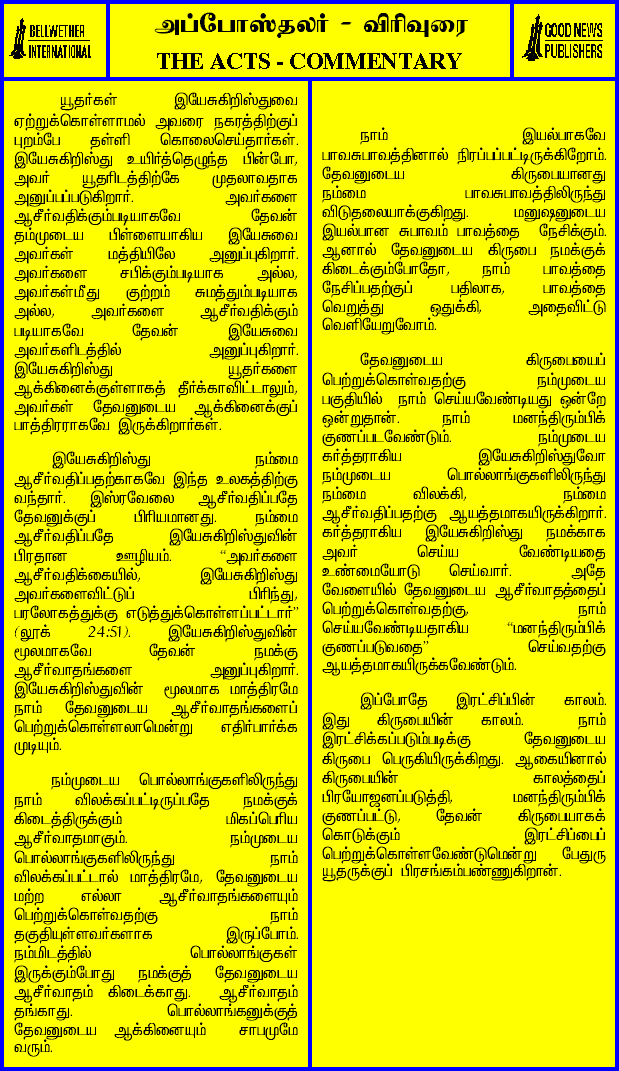 BELLWETHER
INTERNATIONAL
அப்போஸ்தலர் - விரிவுரை
THE ACTS - COMMENTARY
GOOD NEWS
PUBLISHERS
யூதர்கள் இயேசுகிறிஸ்துவை
ஏற்றுக்கொள்ளாமல் அவரை நகரத்திற்குப்
புறம்பே தள்ளி கொலைசெய்தார்கள்.
இயேசுகிறிஸ்து உயிர்த்தெழுந்த பின்போ,
அவர் யூதரிடத்திற்கே முதலாவதாக
அனுப்பப்படுகிறார். அவர்களை
ஆசீர்வதிக்கும்படியாகவே தேவன்
தம்முடைய பிள்ளையாகிய இயேசுவை
அவர்கள் மத்தியிலே அனுப்புகிறார்.
அவர்களை சபிக்கும்படியாக அல்ல,
அவர்கள்மீது குற்றம் சுமத்தும்படியாக
அல்ல, அவர்களை ஆசீர்வதிக்கும்
படியாகவே தேவன் இயேசுவை
அவர்களிடத்தில் அனுப்புகிறார்.
இயேசுகிறிஸ்து யூதர்களை
ஆக்கினைக்குள்ளாகத் தீர்க்காவிட்டாலும்,
அவர்கள் தேவனுடைய ஆக்கினைக்குப்
பாத்திரராகவே இருக்கிறார்கள்.
இயேசுகிறிஸ்து நம்மை
ஆசீர்வதிப்பதற்காகவே இந்த உலகத்திற்கு
வந்தார். இஸ்ரவேலை ஆசீர்வதிப்பதே
தேவனுக்குப் பிரியமானது. நம்மை
ஆசீர்வதிப்பதே இயேசுகிறிஸ்துவின்
பிரதான ஊழியம். “அவர்களை
ஆசீர்வதிக்கையில், இயேசுகிறிஸ்து
அவர்களைவிட்டுப் பிரிந்து,
பரலோகத்துக்கு எடுத்துக்கொள்ளப்பட்டார்”
(லூக் 24:51). இயேசுகிறிஸ்துவின்
மூலமாகவே தேவன் நமக்கு
ஆசீர்வாதங்களை அனுப்புகிறார்.
இயேசுகிறிஸ்துவின் மூலமாக மாத்திரமே
நாம் தேவனுடைய ஆசீர்வாதங்களைப்
பெற்றுக்கொள்ளலாமென்று எதிர்பார்க்க
முடியும்.
நம்முடைய பொல்லாங்குகளிலிருந்து
நாம் விலக்கப்பட்டிருப்பதே நமக்குக்
கிடைத்திருக்கும் மிகப்பெரிய
ஆசீர்வாதமாகும். நம்முடைய
பொல்லாங்குகளிலிருந்து நாம்
விலக்கப்பட்டால் மாத்திரமே, தேவனுடைய
மற்ற எல்லா ஆசீர்வாதங்களையும்
பெற்றுக்கொள்வதற்கு நாம்
தகுதியுள்ளவர்களாக இருப்போம்.
நம்மிடத்தில் பொல்லாங்குகள்
இருக்கும்போது நமக்குத் தேவனுடைய
ஆசீர்வாதம் கிடைக்காது. ஆசீர்வாதம்
தங்காது. பொல்லாங்கனுக்குத்
தேவனுடைய ஆக்கினையும் சாபமுமே
வரும்.
நாம் இயல்பாகவே
பாவசுபாவத்தினால் நிரப்பப்பட்டிருக்கிறோம்.
தேவனுடைய கிருபையானது
நம்மை பாவசுபாவத்திலிருந்து
விடுதலையாக்குகிறது. மனுஷனுடைய
இயல்பான சுபாவம் பாவத்தை நேசிக்கும்.
ஆனால் தேவனுடைய கிருபை நமக்குக்
கிடைக்கும்போதோ, நாம் பாவத்தை
நேசிப்பதற்குப் பதிலாக, பாவத்தை
வெறுத்து ஒதுக்கி, அதைவிட்டு
வெளியேறுவோம்.
தேவனுடைய கிருபையைப்
பெற்றுக்கொள்வதற்கு நம்முடைய
பகுதியில் நாம் செய்யவேண்டியது ஒன்றே
ஒன்றுதான். நாம் மனந்திரும்பிக்
குணப்படவேண்டும். நம்முடைய
கர்த்தராகிய இயேசுகிறிஸ்துவோ
நம்முடைய பொல்லாங்குகளிலிருந்து
நம்மை விலக்கி, நம்மை
ஆசீர்வதிப்பதற்கு ஆயத்தமாகயிருக்கிறார்.
கர்த்தராகிய இயேசுகிறிஸ்து நமக்காக
அவர் செய்ய வேண்டியதை
உண்மையோடு செய்வார். அதே
வேளையில் தேவனுடைய ஆசீர்வாதத்தைப்
பெற்றுக்கொள்வதற்கு, நாம்
செய்யவேண்டியதாகிய “மனந்திரும்பிக்
குணப்படுவதை” செய்வதற்கு
ஆயத்தமாகயிருக்கவேண்டும்.
இப்போதே இரட்சிப்பின் காலம்.
இது கிருபையின் காலம். நாம்
இரட்சிக்கப்படும்படிக்கு தேவனுடைய
கிருபை பெருகியிருக்கிறது. ஆகையினால்
கிருபையின் காலத்தைப்
பிரயோஜனப்படுத்தி, மனந்திரும்பிக்
குணப்பட்டு, தேவன் கிருபையாகக்
கொடுக்கும் இரட்சிப்பைப்
பெற்றுக்கொள்ளவேண்டுமென்று பேதுரு
யூதருக்குப் பிரசங்கம்பண்ணுகிறான்.